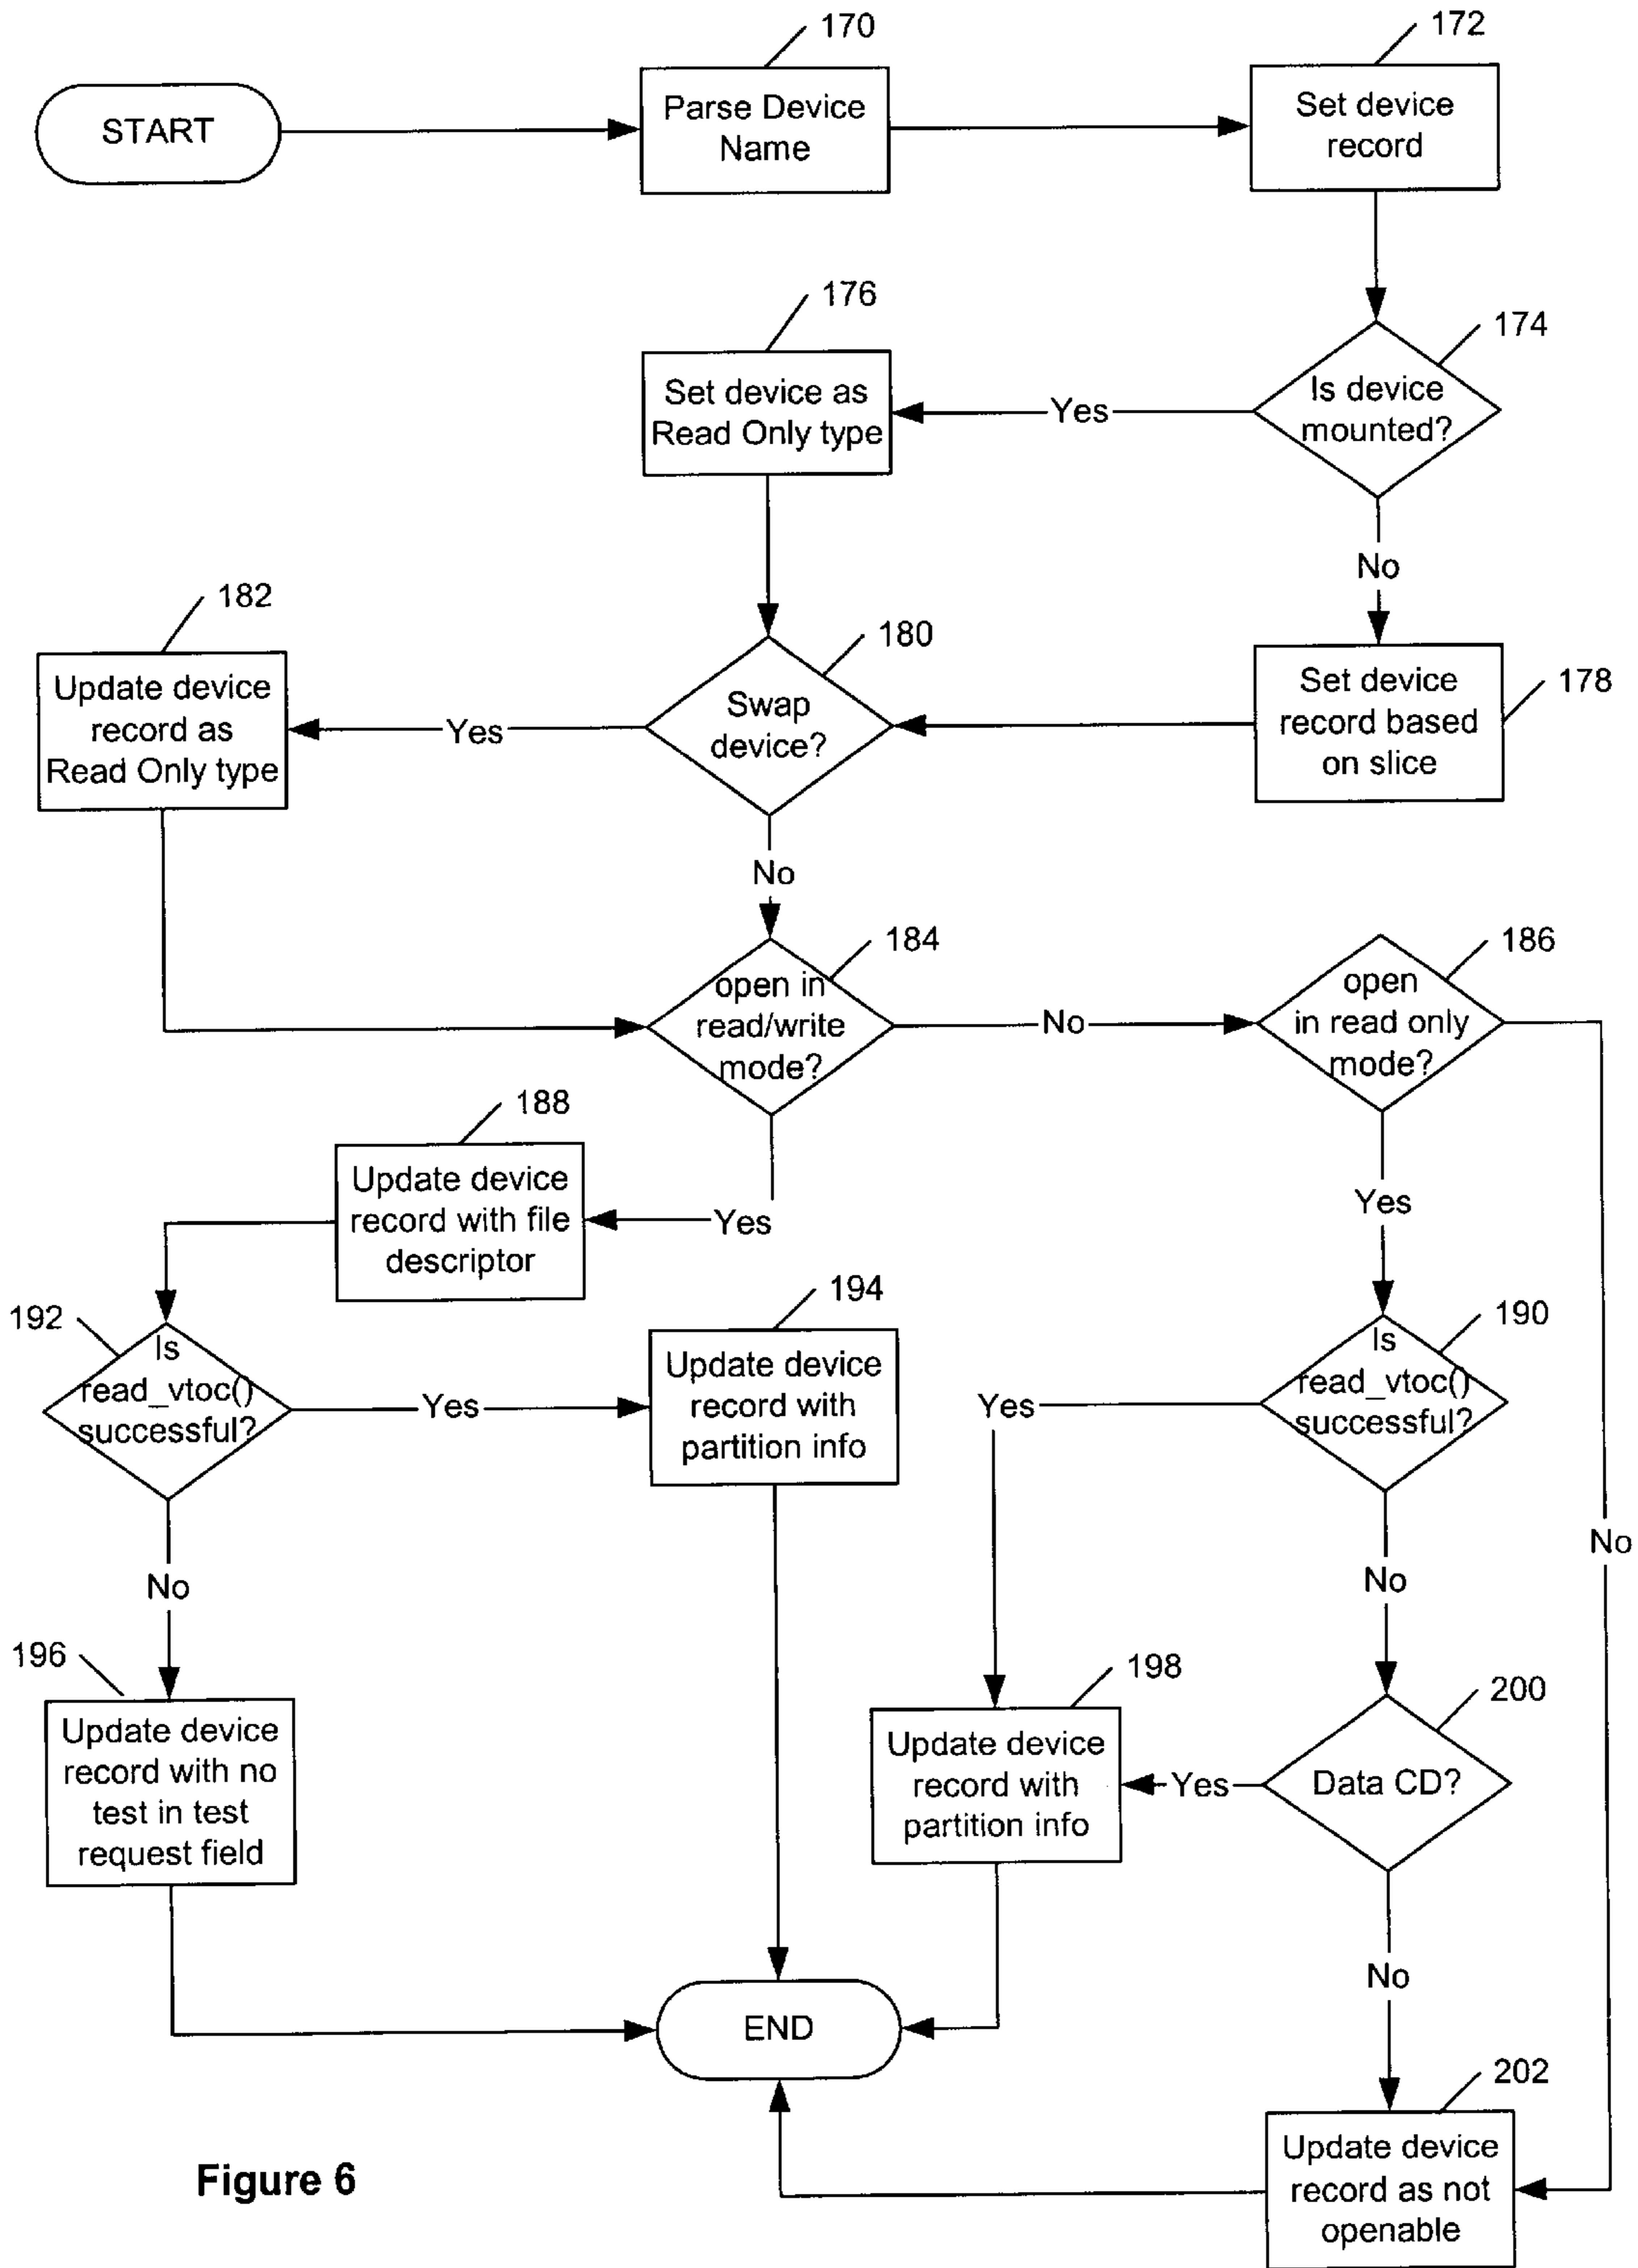 170
172
START
Parse Device
Name
Set device
record
176
174
Set device as
Read Only type
Yes
Is device
mounted?
No
182
180
178
Update device
record as
Read Only type
Yes
Swap
device?
Set device
record based
on slice
No
184
186
open in
read/write
mode?
No
open
in read only
mode?
188
Update device
record with file
descriptor
Yes
Yes
192
194
190
Is
read_vtoc()
successful?
Yes
Update device
record with
partition info
Yes
Is
read_vtoc()
successful?
No
No
No
196
198
200
Update device
record with no
test in test
request field
Update device
record with
partition info
Yes
Data CD?
No
END
202
Update device
record as not
openable
Figure 6